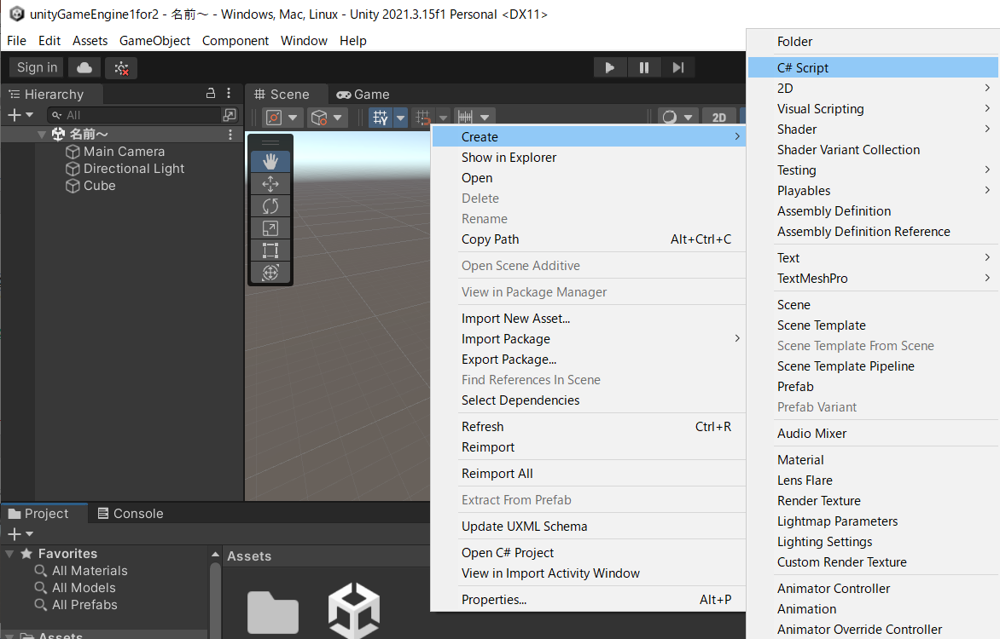 unityGameEngine1for2 - 名前～ - Windows, Mac, Linux - Unity 2021.3.15f1 Personal <DX11>
File Edit Assets GameObject Component Window Help
Sign in
Hierarchy
All
名前～
Main Camera
Directional Light
Cube
Scene Game
2D
Project Console
Favorites
All Materials
All Models
All Prefabs
Assets
Assets
Create
Show in Explorer
Open
Delete
Rename
Copy Path Alt+Ctrl+C
Open Scene Additive
View in Package Manager
Import New Asset...
Import Package
Export Package...
Find References In Scene
Select Dependencies
Refresh Ctrl+R
Reimport
Reimport All
Extract From Prefab
Update UXML Schema
Open C# Project
View in Import Activity Window
Properties... Alt+P
Folder
C# Script
2D
Visual Scripting
Shader
Shader Variant Collection
Testing
Playables
Assembly Definition
Assembly Definition Reference
Text
TextMeshPro
Scene
Scene Template
Scene Template From Scene
Scene Template Pipeline
Prefab
Prefab Variant
Audio Mixer
Material
Lens Flare
Render Texture
Lightmap Parameters
Lighting Settings
Custom Render Texture
Animator Controller
Animation
Animator Override Controller